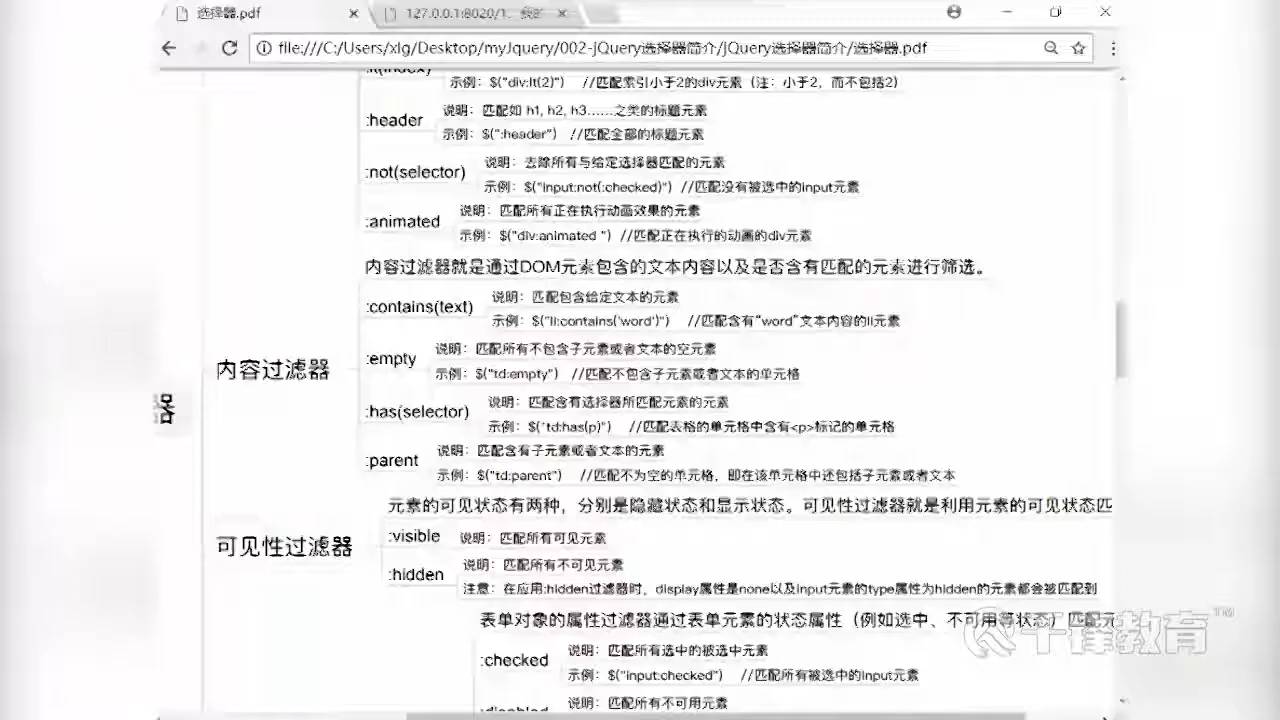 选择器.pdf
127.0.0.1:8020/1
file:///C:/Users/xlg/Desktop/myJquery/002-jQuery选择器简介/jQuery选择器简介/选择器.pdf
:lt(index)
示例：$("div:lt(2)") //匹配索引小于2的div元素（注：小于2，而不包括2）
:header
说明：匹配如 h1, h2, h3……之类的标题元素
示例：$(":header") //匹配全部的标题元素
:not(selector)
说明：去除所有与给定选择器匹配的元素
示例：$("input:not(:checked)") //匹配没有被选中的input元素
:animated
说明：匹配所有正在执行动画效果的元素
示例：$("div:animated ") //匹配正在执行的动画的div元素
内容过滤器
内容过滤器就是通过DOM元素包含的文本内容以及是否含有匹配的元素进行筛选。
:contains(text)
说明：匹配包含给定文本的元素
示例：$("li:contains('word')") //匹配含有“word”文本内容的li元素
:empty
说明：匹配所有不包含子元素或者文本的空元素
示例：$("td:empty") //匹配不包含子元素或者文本的单元格
:has(selector)
说明：匹配含有选择器所匹配元素的元素
示例：$("td:has(p)") //匹配表格的单元格中含有<p>标记的单元格
:parent
说明：匹配含有子元素或者文本的元素
示例：$("td:parent") //匹配不为空的单元格，即在该单元格中还包括子元素或者文本
器
可见性过滤器
元素的可见状态有两种，分别是隐藏状态和显示状态。可见性过滤器就是利用元素的可见状态匹
:visible
说明：匹配所有可见元素
:hidden
说明：匹配所有不可见元素
注意：在应用:hidden过滤器时，display属性是none以及input元素的type属性为hidden的元素都会被匹配到
表单对象的属性过滤器通过表单元素的状态属性（例如选中、不可用等状态）匹配元
:checked
说明：匹配所有选中的被选中元素
示例：$("input:checked") //匹配所有被选中的input元素
:disabled
说明：匹配所有不可用元素
千锋教育™